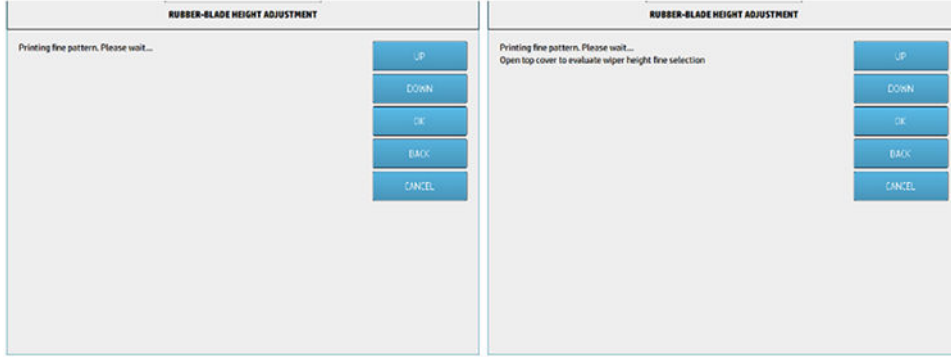 RUBBER-BLADE HEIGHT ADJUSTMENT
Printing fine pattern. Please wait...
UP
DOWN
OK
BACK
CANCEL
RUBBER-BLADE HEIGHT ADJUSTMENT
Printing fine pattern. Please wait...
Open top cover to evaluate wiper height fine selection
UP
DOWN
OK
BACK
CANCEL